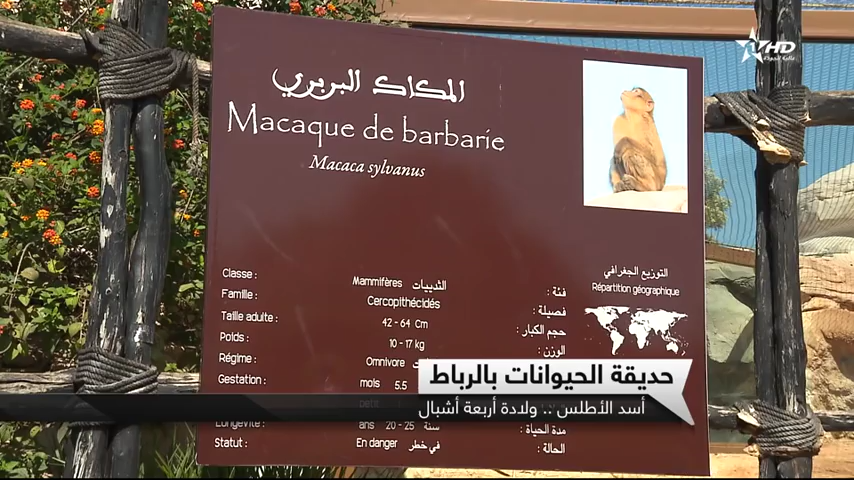 HD
عالية الجودة
المكاك البربري
Macaque de barbarie
Macaca sylvanus
التوزيع الجغرافي
Répartition géographique
Classe : Mammifères الثدييات فئة :
Famille : Cercopithécidés فصيلة :
Taille adulte : 42 - 64 Cm حجم الكبار :
Poids : 10 - 17 kg الوزن :
Régime : Omnivore
Gestation : mois 5.5
حديقة الحيوانات بالرباط
أسد الأطلس .. ولادة أربعة أشبال
Longévité : ans 20 - 25 سنة مدة الحياة :
Statut : En danger في خطر الحالة :